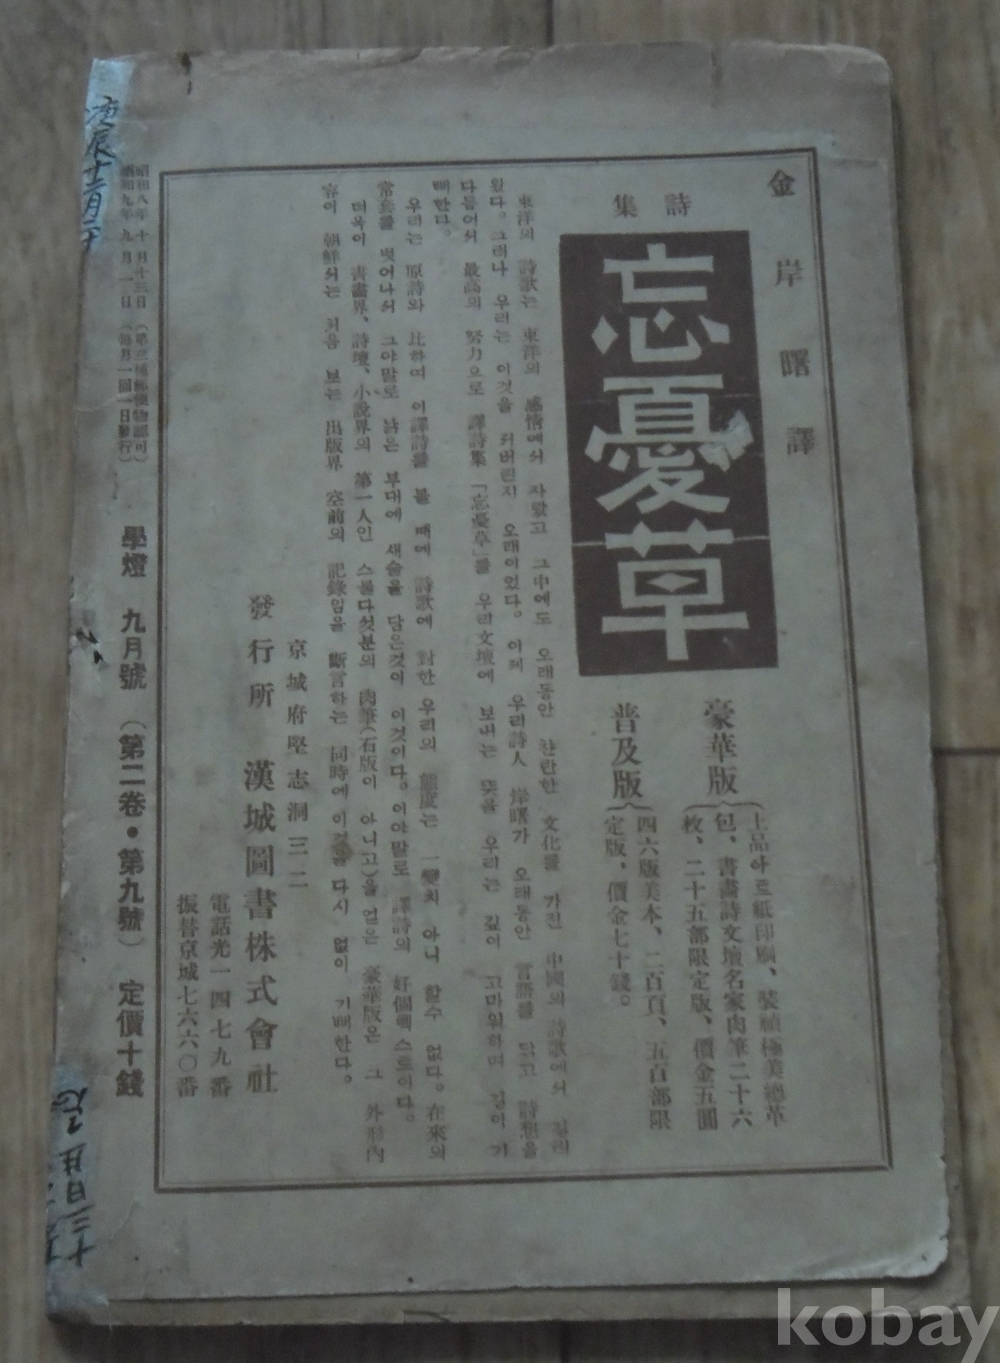 金岸曙譯
詩集
忘憂草
豪華版
上品아트紙印刷、裝幀極美總革
包、書畵詩文壇名家肉筆二十六
枚、二十五部限定版、價金五圓
普及版
四六版美本、二百頁、五百部限
定版、價金七十錢。
東洋의 詩歌는 東洋의 感情에서 자랐고 그中에도 오래동안 찬란한 文化를 가진 中國의 詩歌에서 길리
웠다. 그러나 우리는 이것을 저버린지 오래이었다. 이제 우리詩人 岸曙가 오래동안 言語를 닦고 詩想을
다듬어서 最高의 努力으로 譯詩集「忘憂草」를 우리文壇에 보내는 것을 우리는 깊이 고마워하며 길이 기
뻐한다。
우리는 原詩와 比하여 이譯詩를 볼 때에 詩歌에 對한 우리의 態度는 一變치 아니 할수 없다。在來의
常套를 벗어나서 그야말로 낡은 부대에 새술을 담은것이 이것이다。이야말로 譯詩의 好個텍스트이다。
더욱이 書畵界、詩壇、小說界의 第一人인 스물다섯분의 肉筆(石版이 아니고)을 얻은 豪華版은 그 外形內
容이 朝鮮서는 처음 보는 出版界 空前의 記錄임을 斷言하는 同時에 이것을 다시 없이 기뻐한다。
京城府堅志洞三二
發行所 漢城圖書株式會社
電話光一四七九番
振替京城七六六〇番
昭和八年十月十三日(第三種郵便物認可)
昭和九年九月一日(每月一回一日發行)
學燈 九月號 (第二卷・第九號) 定價十錢
庚辰十二月